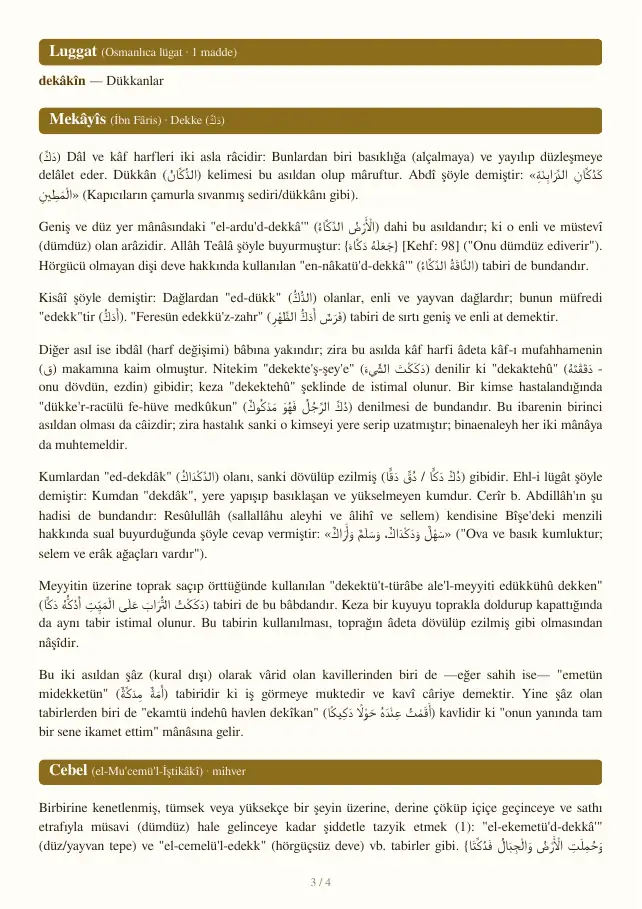 Luggat (Osmanlıca lügat · 1 madde)
dekâkîn — Dükkanlar
Mekâyîs (İbn Fâris) · Dekke (دَكَّ)
(دَكَّ) Dâl ve kâf harfleri iki asla râcidir: Bunlardan biri basıklığa (alçalmaya) ve yayılıp düzleşmeye
delâlet eder. Dükkân (الدُّكَّانُ) kelimesi bu asıldan olup mâruftur. Abdî şöyle demiştir: «كَدُكَّانِ الدَّرَابِنَةِ
الْمَطِينِ» (Kapıcıların çamurla sıvanmış sediri/dükkânı gibi).
Geniş ve düz yer mânâsındaki "el-ardu'd-dekkâ'" (الْأَرْضُ الدَّكَّاءُ) dahi bu asıldandır; ki o enli ve müstevî
(dümdüz) olan arâzidir. Allâh Teâlâ şöyle buyurmuştur: {جَعَلَهُ دَكَّاءَ} [Kehf: 98] ("Onu dümdüz ediverir").
Hörgücü olmayan dişi deve hakkında kullanılan "en-nâkatü'd-dekkâ'" (النَّاقَةُ الدَّكَّاءُ) tabiri de bundandır.
Kisâî şöyle demiştir: Dağlardan "ed-dükk" (الدُّكُّ) olanlar, enli ve yayvan dağlardır; bunun müfredi
"edekk"tir (أَدَكُّ). "Feresün edekkü'z-zahr" (فَرَسٌ أَدَكُّ الظَّهْرِ) tabiri de sırtı geniş ve enli at demektir.
Diğer asıl ise ibdâl (harf değişimi) bâbına yakındır; zira bu asılda kâf harfi âdeta kâf-ı mufahhamenin
(ق) makamına kaim olmuştur. Nitekim "dekekte'ş-şey'e" (دَكَكْتَ الشَّيْءَ) denilir ki "dekaktehû" (دَقَقْتَهُ -
onu dövdün, ezdin) gibidir; keza "dekektehû" şeklinde de istimal olunur. Bir kimse hastalandığında
"dükke'r-racülü fe-hüve medkûkun" (دُكَّ الرَّجُلُ فَهُوَ مَدْكُوكٌ) denilmesi de bundandır. Bu ibarenin birinci
asıldan olması da câizdir; zira hastalık sanki o kimseyi yere serip uzatmıştır; binaenaleyh her iki mânâya
da muhtemeldir.
Kumlardan "ed-dekdâk" (الدَّكْدَاكُ) olanı, sanki dövülüp ezilmiş (دُكَّ دَكًّا / دُقَّ دَقًّا) gibidir. Ehl-i lügât şöyle
demiştir: Kumdan "dekdâk", yere yapışıp basıklaşan ve yükselmeyen kumdur. Cerîr b. Abdillâh'ın şu
hadisi de bundandır: Resûlullâh (sallallâhu aleyhi ve âlihî ve sellem) kendisine Bîşe'deki menzili
hakkında sual buyurduğunda şöyle cevap vermiştir: «سَهْلٌ وَدَكْدَاكٌ، وَسَلَمٌ وَأَرَاكٌ» ("Ova ve basık kumluktur;
selem ve erâk ağaçları vardır").
Meyyitin üzerine toprak saçıp örttüğünde kullanılan "dekektü't-türâbe ale'l-meyyiti edükkühû dekken"
(دَكَكْتُ التُّرَابَ عَلَى الْمَيِّتِ أَدُكُّهُ دَكًّا) tabiri de bu bâbdandır. Keza bir kuyuyu toprakla doldurup kapattığında
da aynı tabir istimal olunur. Bu tabirin kullanılması, toprağın âdeta dövülüp ezilmiş gibi olmasından
nâşîdir.
Bu iki asıldan şâz (kural dışı) olarak vârid olan kavillerinden biri de —eğer sahih ise— "emetün
midekketün" (أَمَةٌ مِدَكَّةٌ) tabiridir ki iş görmeye muktedir ve kavî câriye demektir. Yine şâz olan
tabirlerden biri de "ekamtü indehû havlen dekîkan" (أَقَمْتُ عِنْدَهُ حَوْلًا دَكِيكًا) kavlidir ki "onun yanında tam
bir sene ikamet ettim" mânâsına gelir.
Cebel (el-Mu'cemü'l-İştikâkî) · mihver
Birbirine kenetlenmiş, tümsek veya yüksekçe bir şeyin üzerine, derine çöküp içiçe geçinceye ve sathı
etrafıyla müsavi (dümdüz) hale gelinceye kadar şiddetle tazyik etmek (1): "el-ekemetü'd-dekkâ'"
(düz/yayvan tepe) ve "el-cemelü'l-edekk" (hörgüçsüz deve) vb. tabirler gibi. {وَحُمِلَتِ الْأَرْضُ وَالْجِبَالُ فَدُكَّتَا
3 / 4